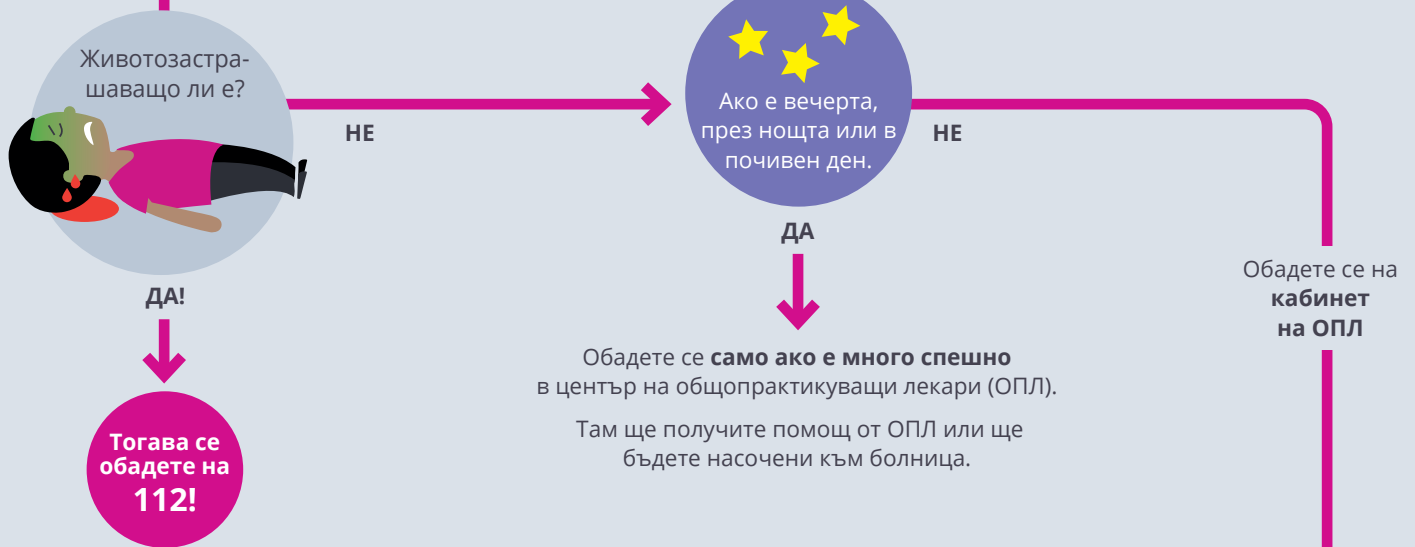 Животозастра-
шаващо ли е?
НЕ
ДА!
Тогава се
обадете на
112!
Ако е вечерта,
през нощта или в
почивен ден.
НЕ
ДА
Обадете се само ако е много спешно
в център на общопрактикуващи лекари (ОПЛ).
Там ще получите помощ от ОПЛ или ще
бъдете насочени към болница.
Обадете се на
кабинет
на ОПЛ